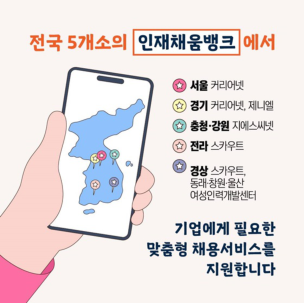 전국 5개소의 인재채움뱅크에서
서울 커리어넷
경기 커리어넷, 제니엘
충청·강원 지에스씨넷
전라 스카우트
경상 스카우트,
동래·창원·울산
여성인력개발센터
기업에게 필요한
맞춤형 채용서비스를
지원합니다